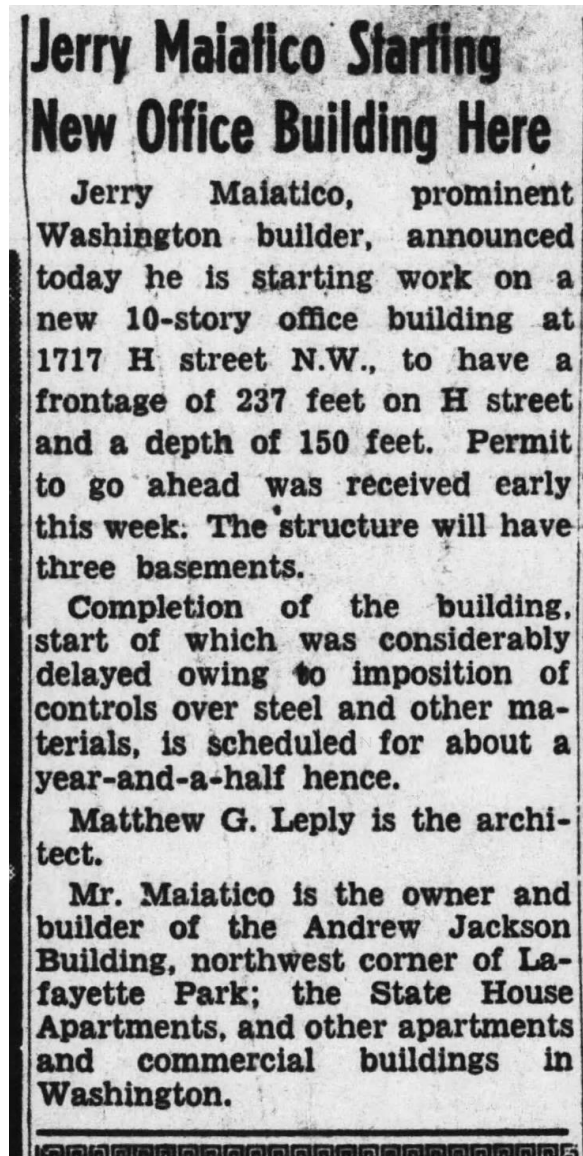 Jerry Maiatico Starting
New Office Building Here
Jerry Maiatico, prominent
Washington builder, announced
today he is starting work on a
new 10-story office building at
1717 H street N.W., to have a
frontage of 237 feet on H street
and a depth of 150 feet. Permit
to go ahead was received early
this week. The structure will have
three basements.
Completion of the building,
start of which was considerably
delayed owing to imposition of
controls over steel and other ma-
terials, is scheduled for about a
year-and-a-half hence.
Matthew G. Leply is the archi-
tect.
Mr. Maiatico is the owner and
builder of the Andrew Jackson
Building, northwest corner of La-
fayette Park; the State House
Apartments, and other apartments
and commercial buildings in
Washington.